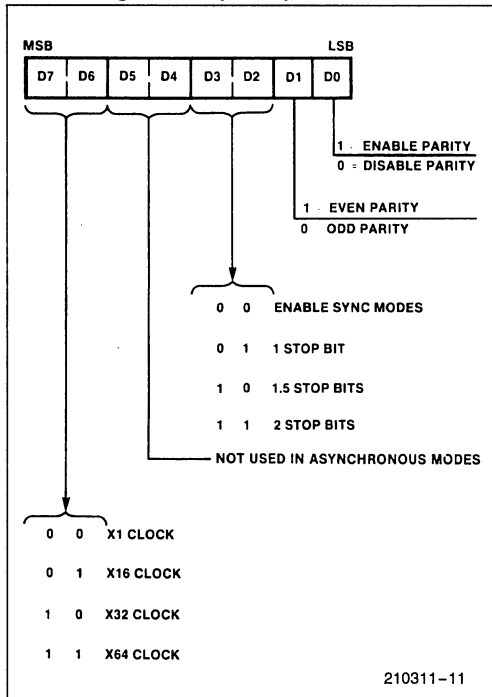 MSB LSB
D7 D6 D5 D4 D3 D2 D1 D0
1 - ENABLE PARITY
0 = DISABLE PARITY
1 - EVEN PARITY
0 ODD PARITY
0 0 ENABLE SYNC MODES
0 1 1 STOP BIT
1 0 1.5 STOP BITS
1 1 2 STOP BITS
NOT USED IN ASYNCHRONOUS MODES
0 0 X1 CLOCK
0 1 X16 CLOCK
1 0 X32 CLOCK
1 1 X64 CLOCK
210311-11